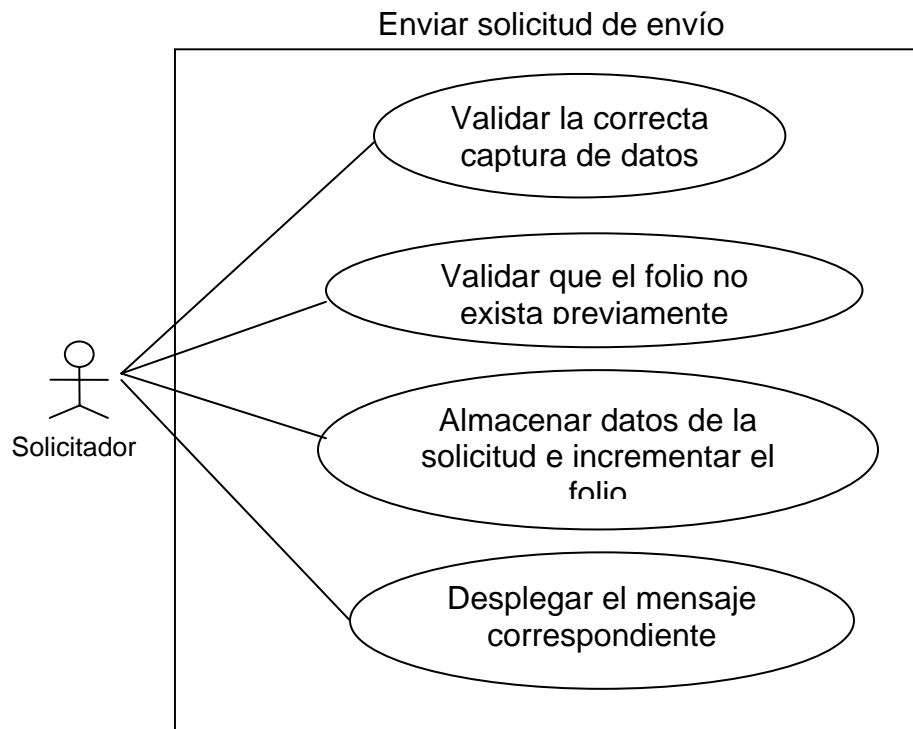 Enviar solicitud de envío
Validar la correcta
captura de datos
Validar que el folio no
exista previamente
Almacenar datos de la
solicitud e incrementar el
folio
Solicitador
Desplegar el mensaje
correspondiente